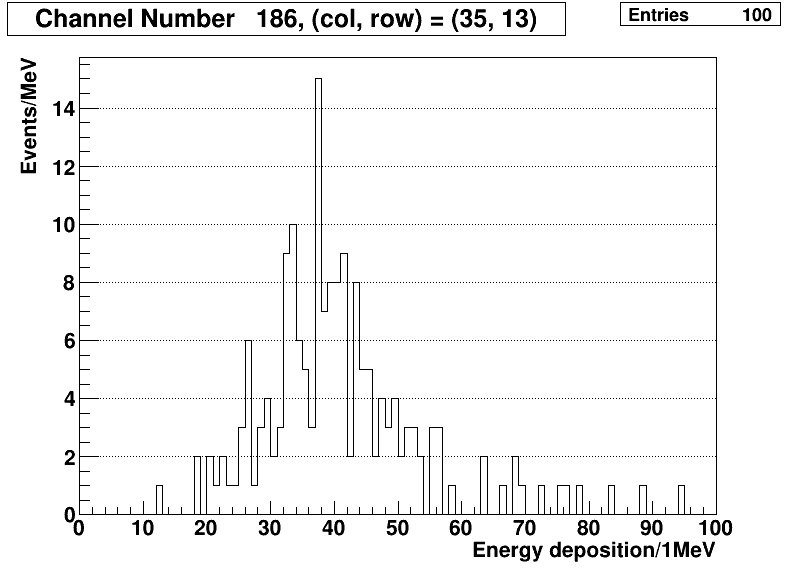 Channel Number 186, (col, row) = (35, 13)
Entries 100
Events/MeV
14
12
10
8
6
4
2
0
0 10 20 30 40 50 60 70 80 90 100
Energy deposition/1MeV